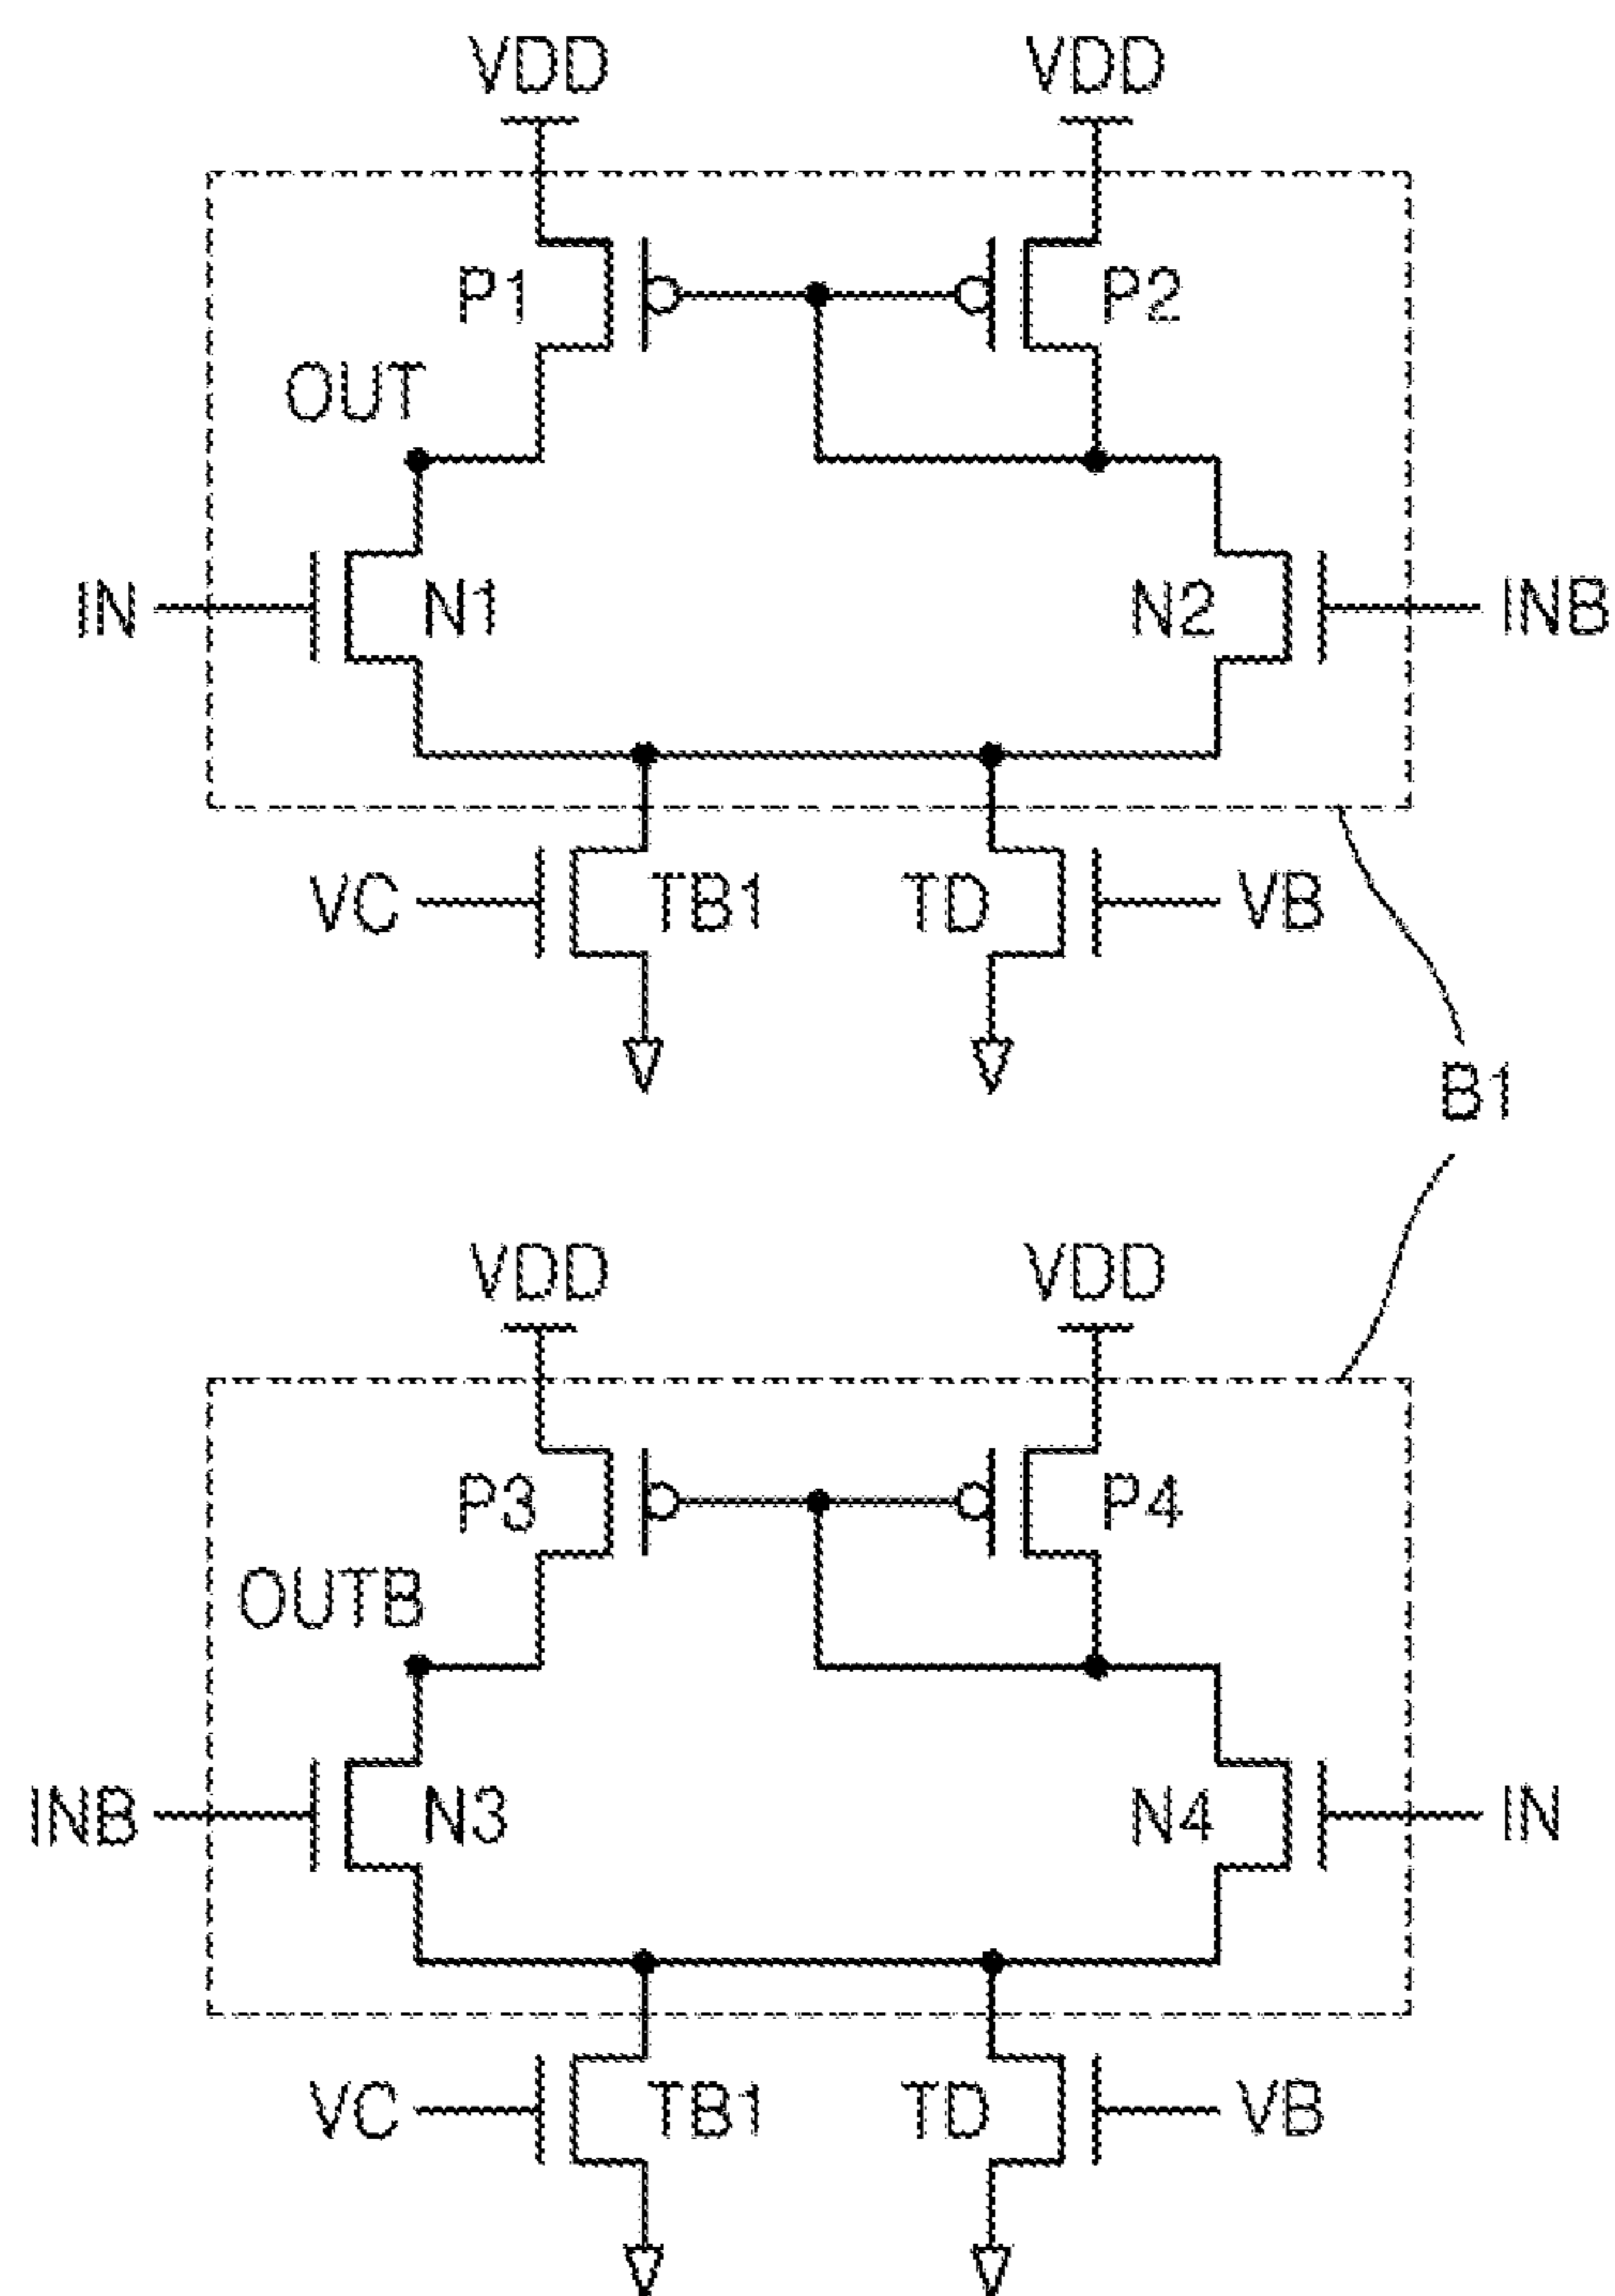 VDD VDD
P1 P2
OUT
IN N1 N2 INB
VC TB1 TD VB
B1
VDD VDD
P3 P4
OUTB
INB N3 N4 IN
VC TB1 TD VB